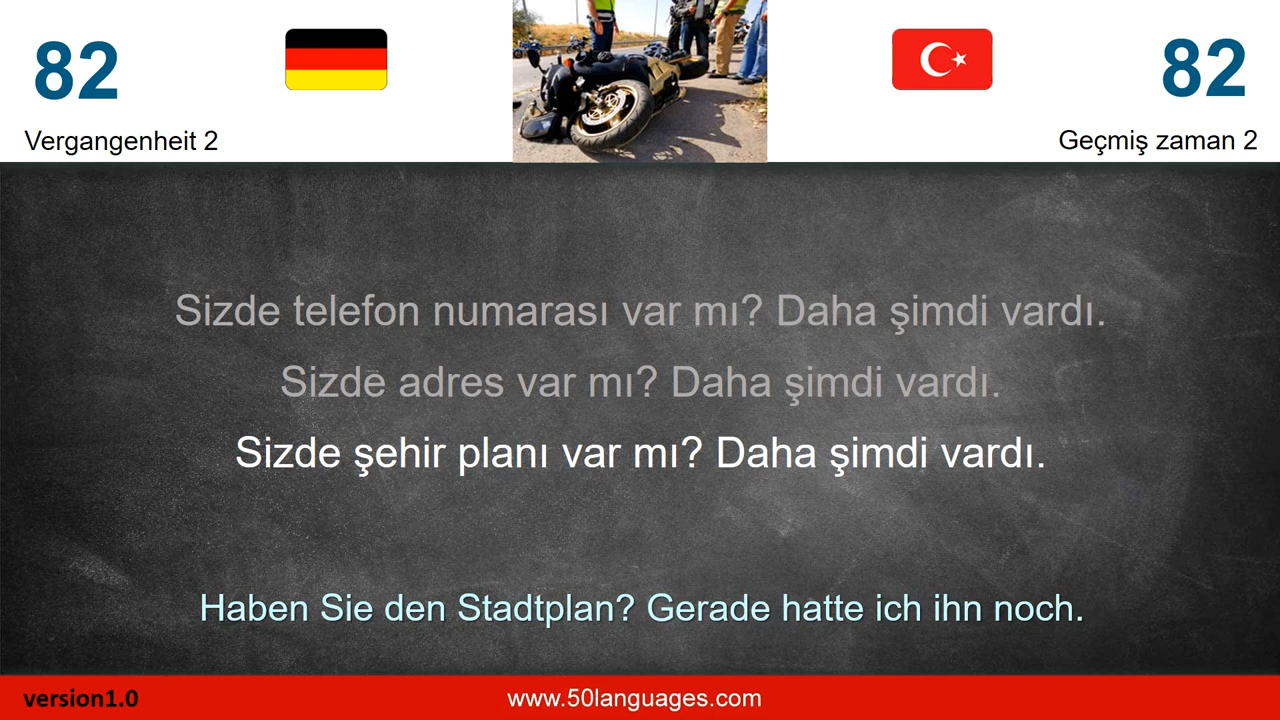 82
82
Vergangenheit 2
Geçmiş zaman 2
Sizde telefon numarası var mı? Daha şimdi vardı.
Sizde adres var mı? Daha şimdi vardı.
Sizde şehir planı var mı? Daha şimdi vardı.
Haben Sie den Stadtplan? Gerade hatte ich ihn noch.
version1.0
www.50languages.com